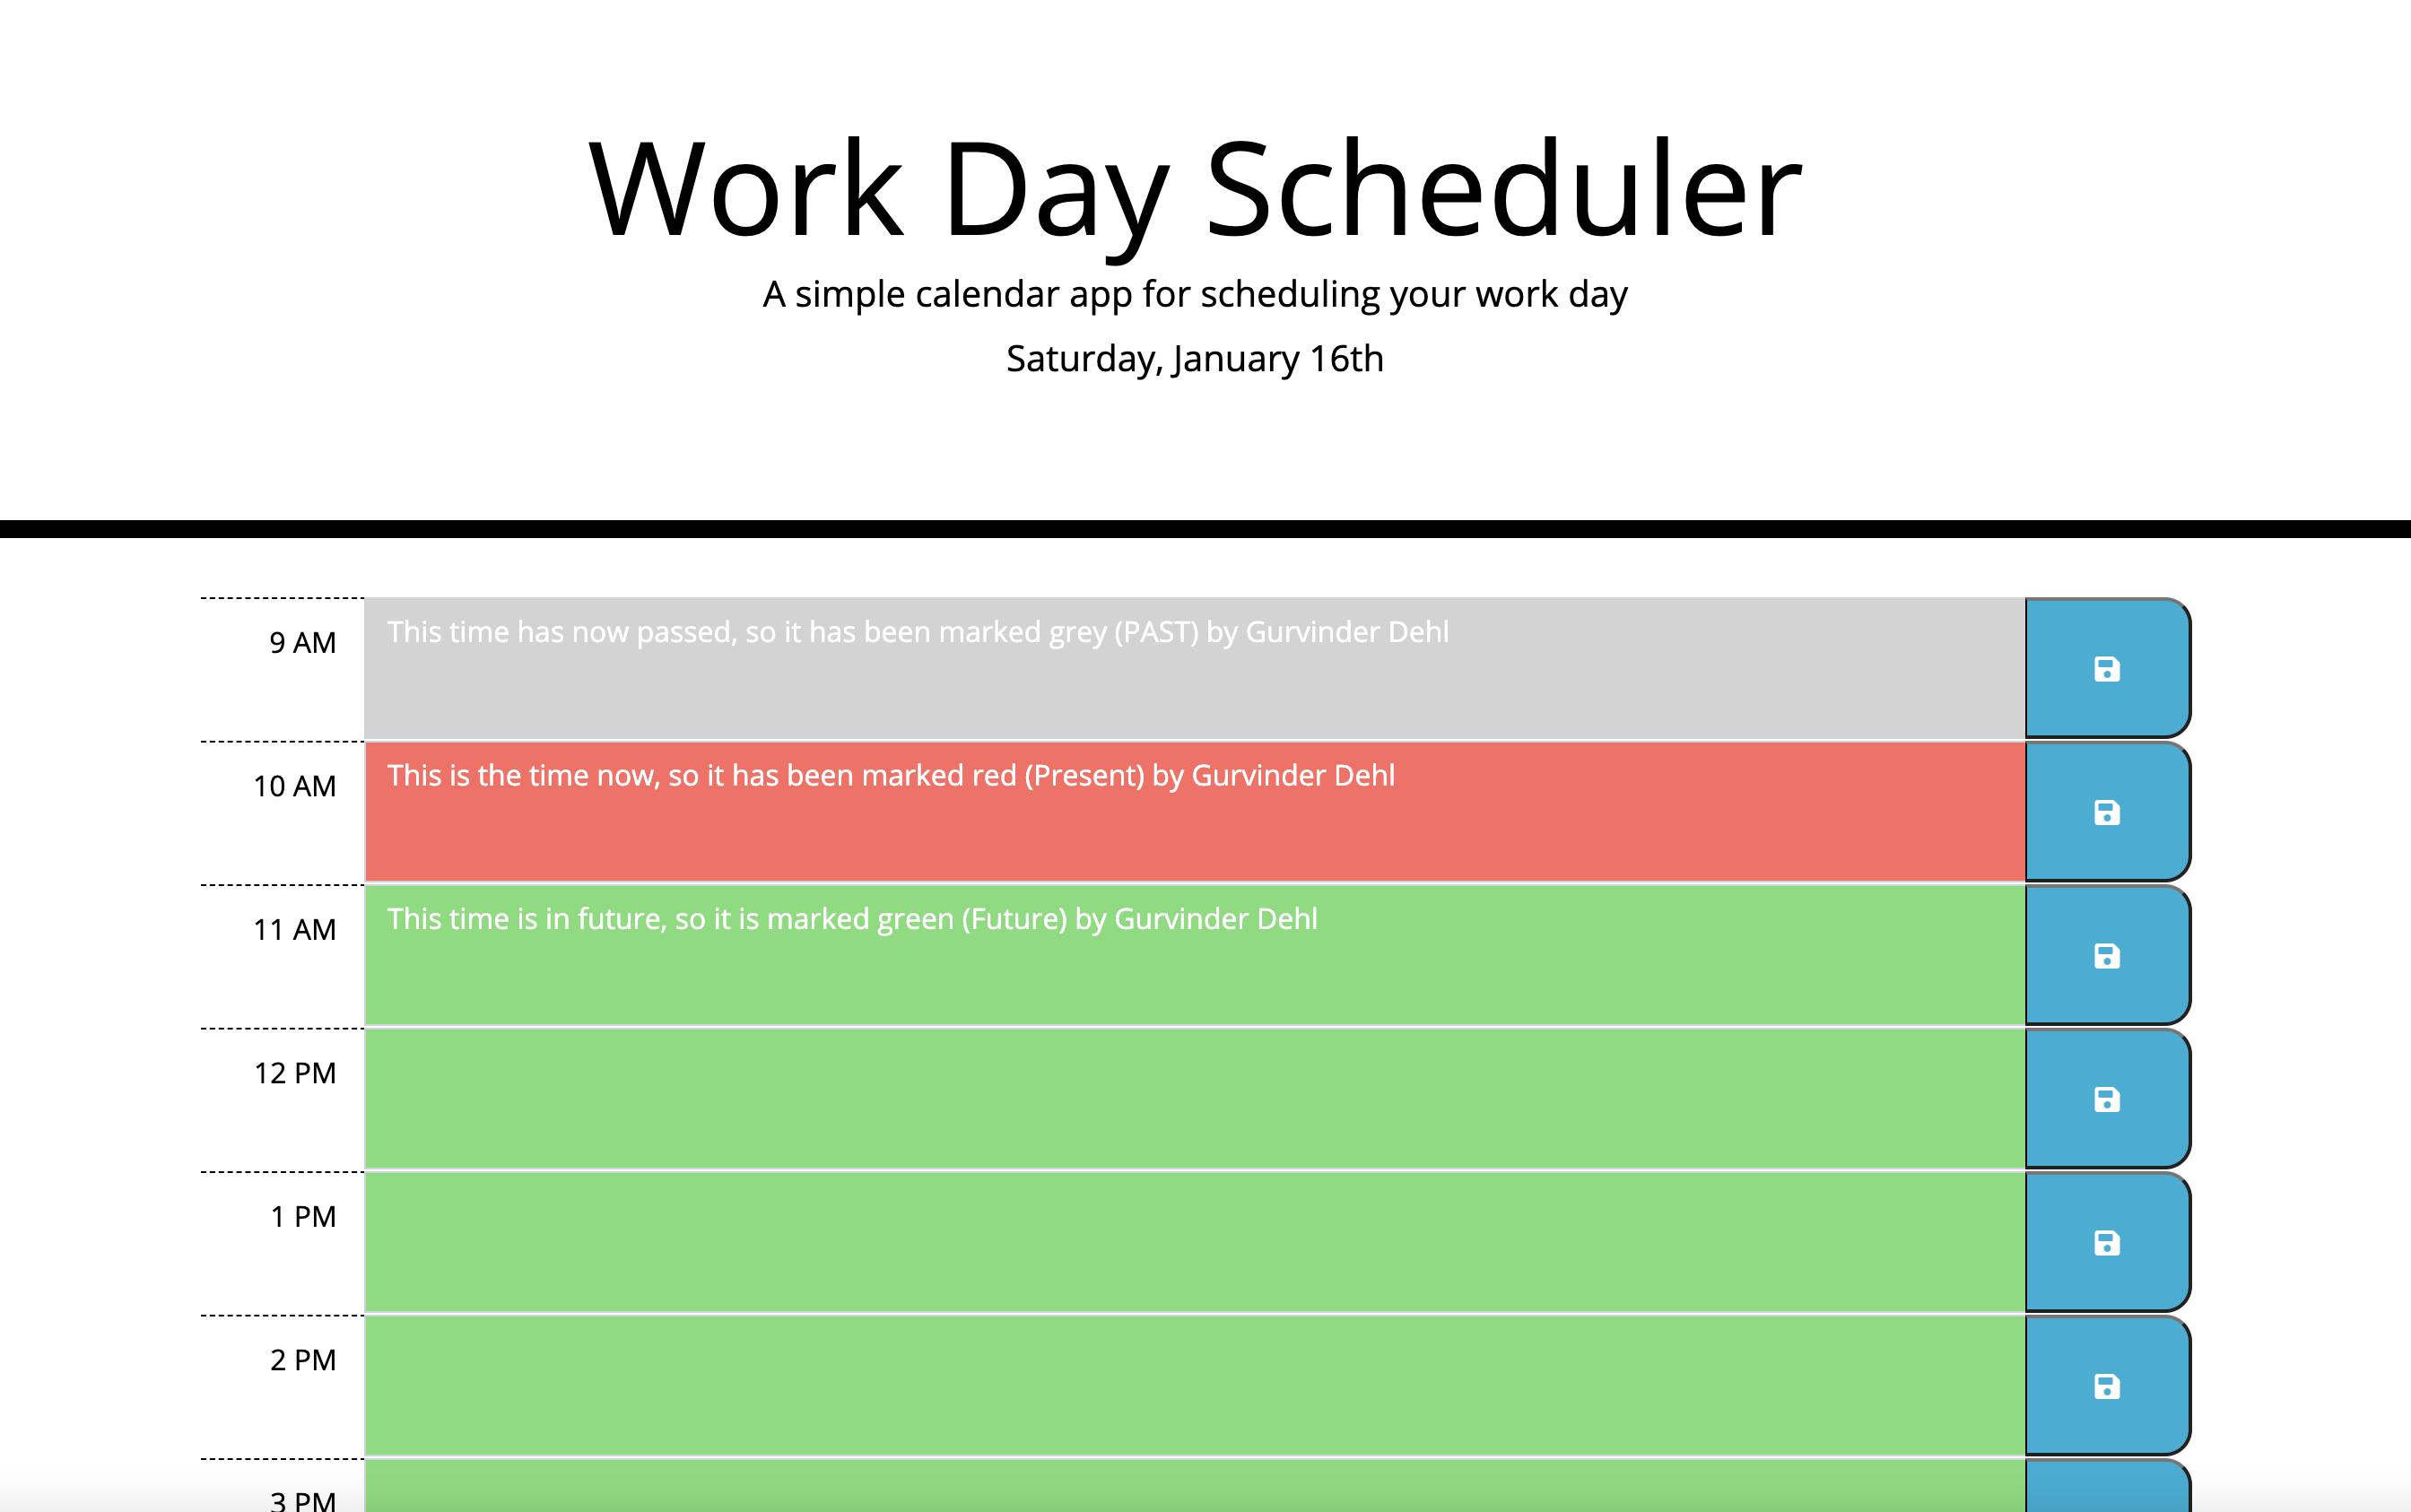 Work Day Scheduler
A simple calendar app for scheduling your work day
Saturday, January 16th
9 AM
This time has now passed, so it has been marked grey (PAST) by Gurvinder Dehl
10 AM
This is the time now, so it has been marked red (Present) by Gurvinder Dehl
11 AM
This time is in future, so it is marked green (Future) by Gurvinder Dehl
12 PM
1 PM
2 PM
3 PM